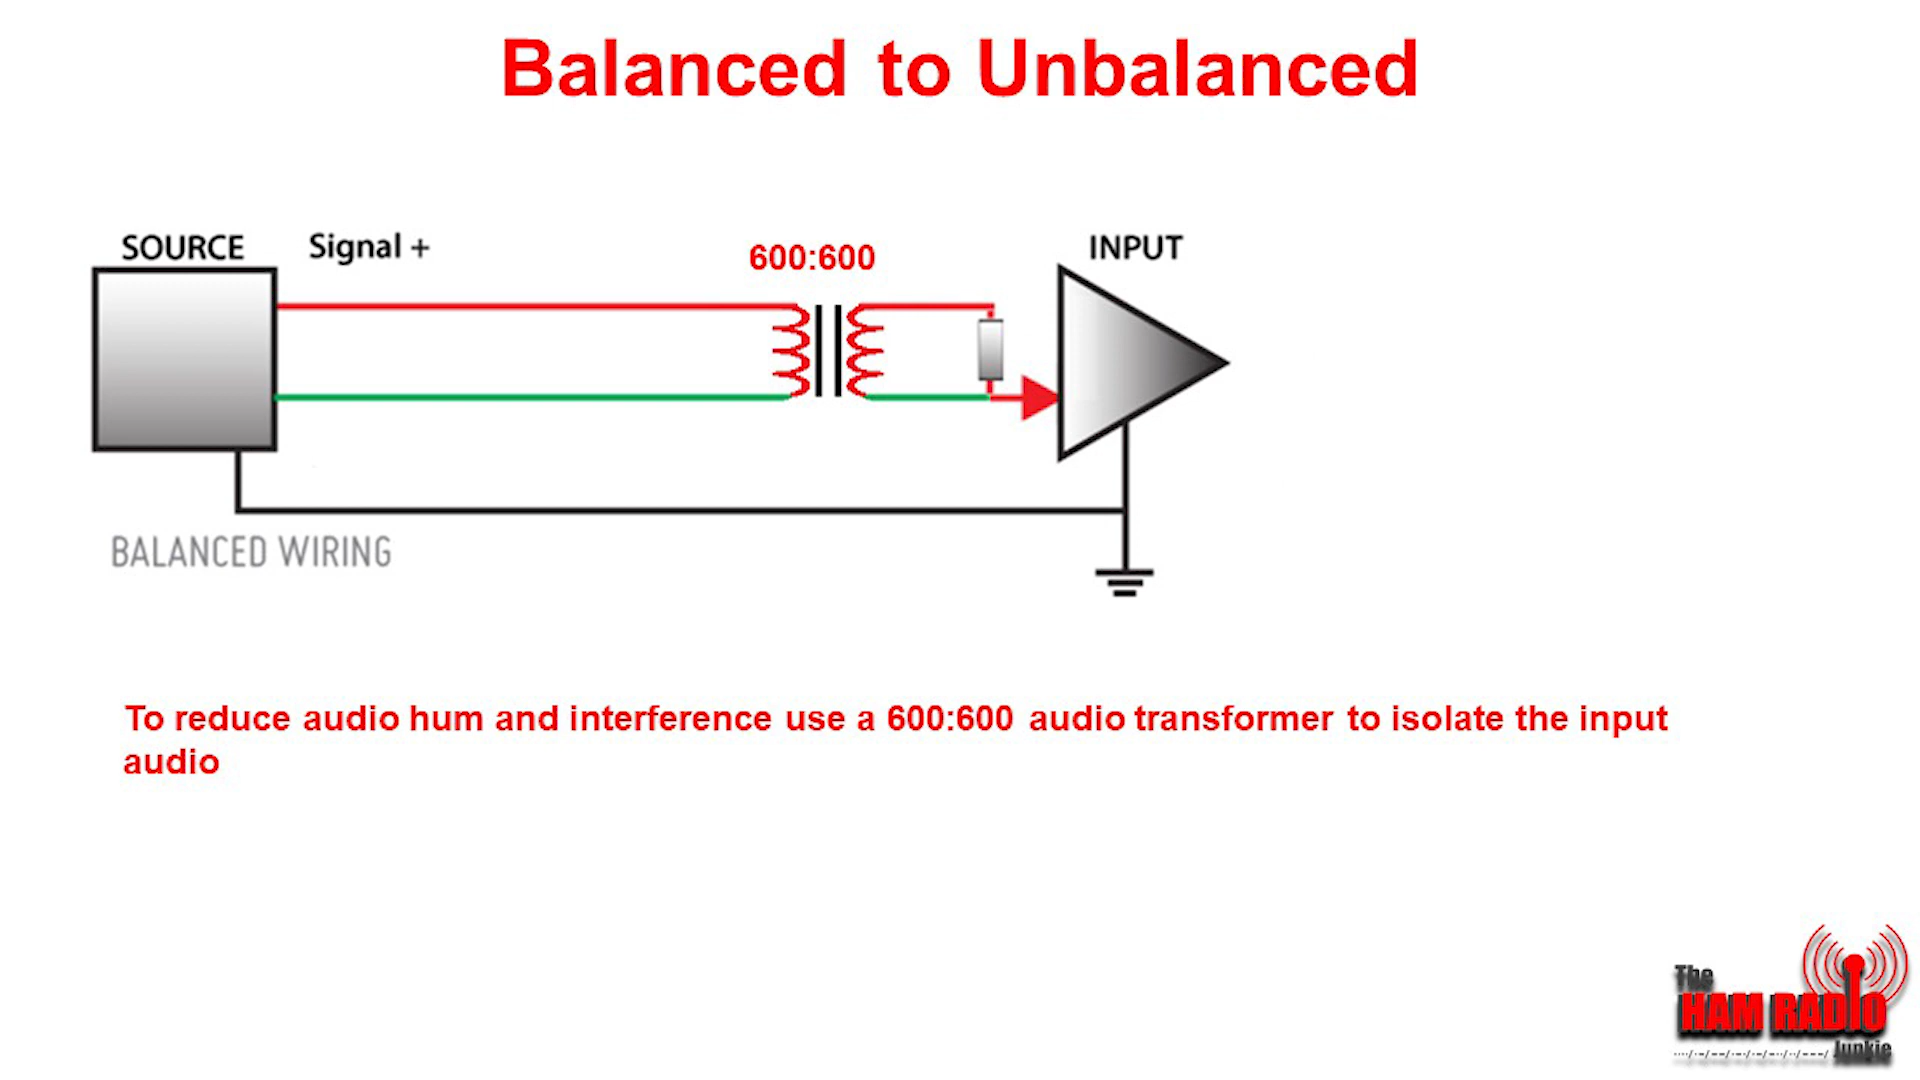 Balanced to Unbalanced
SOURCE
Signal +
600:600
INPUT
BALANCED WIRING
To reduce audio hum and interference use a 600:600 audio transformer to isolate the input
audio
The
HAM RADIO
Junkie